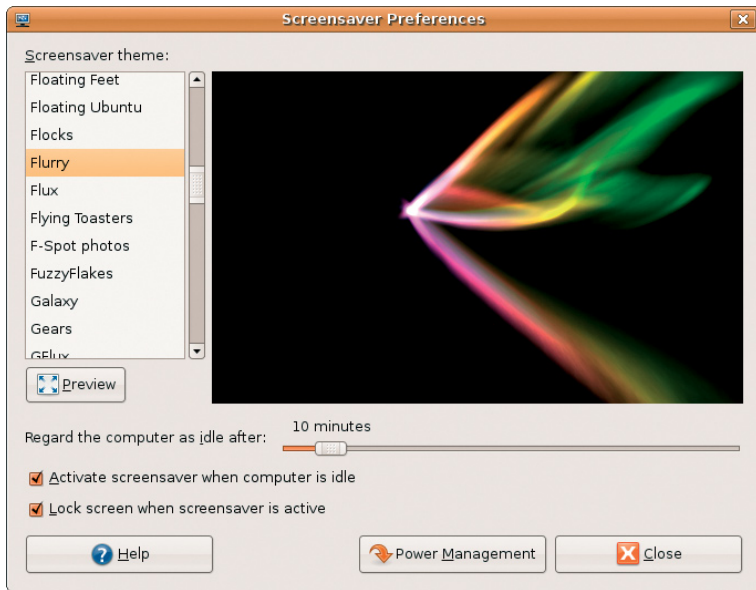 Screensaver Preferences
Screensaver theme:
Floating Feet
Floating Ubuntu
Flocks
Flurry
Flux
Flying Toasters
F-Spot photos
FuzzyFlakes
Galaxy
Gears
GFlux
Preview
10 minutes
Regard the computer as idle after:
Activate screensaver when computer is idle
Lock screen when screensaver is active
Help
Power Management
Close